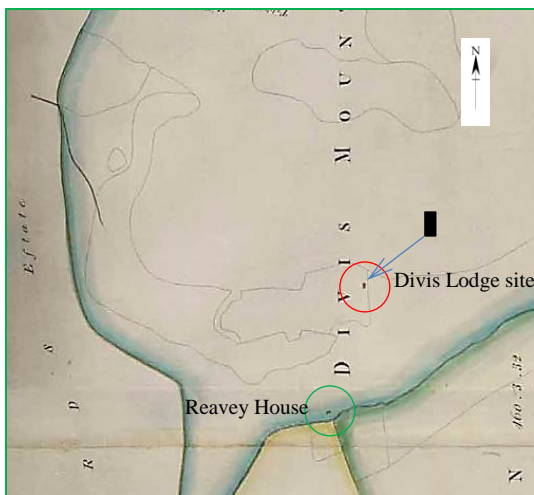 N
DIVIS MOUN
Eſtate
Divis Lodge site
Reavey House
N